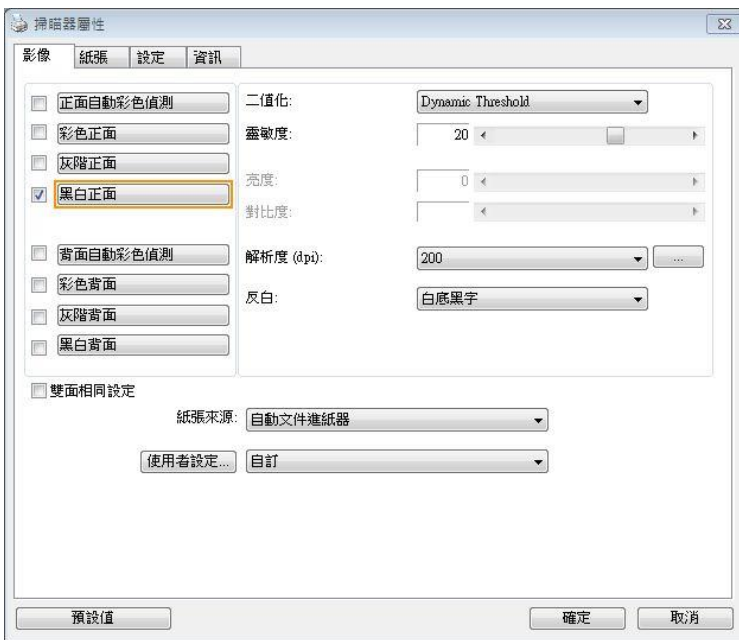 掃瞄器屬性
影像 紙張 設定 資訊
正面自動彩色偵測
彩色正面
灰階正面
黑白正面
背面自動彩色偵測
彩色背面
灰階背面
黑白背面
二值化: Dynamic Threshold
靈敏度: 20
亮度: 0
對比度:
解析度 (dpi): 200 ...
反白: 白底黑字
雙面相同設定
紙張來源: 自動文件進紙器
使用者設定... 自訂
預設值 確定 取消